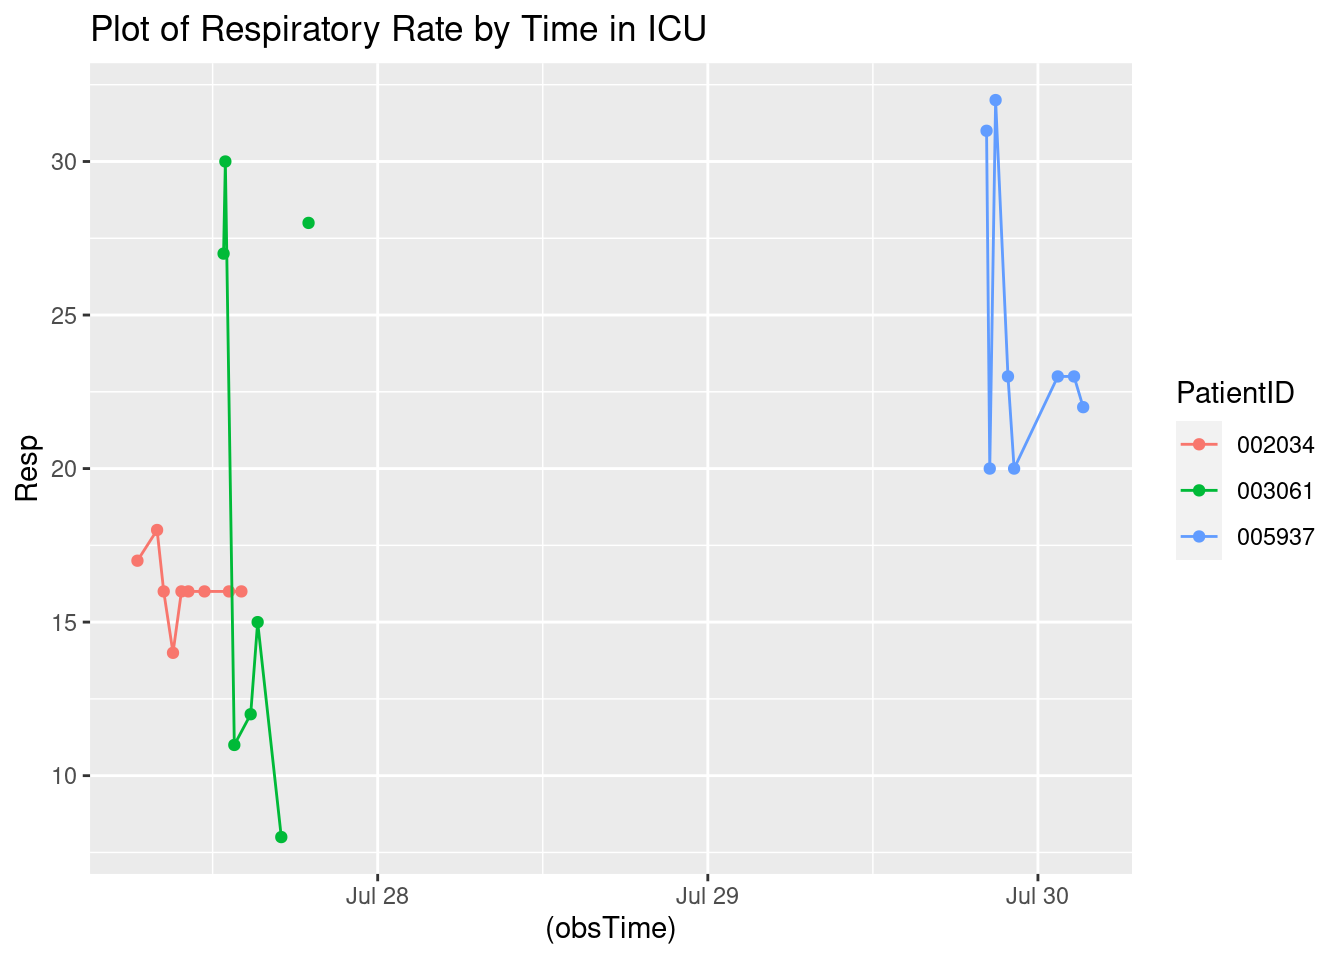 Plot of Respiratory Rate by Time in ICU
30
25
20
15
10
Resp
Jul 28
Jul 29
Jul 30
(obsTime)
PatientID
002034
003061
005937